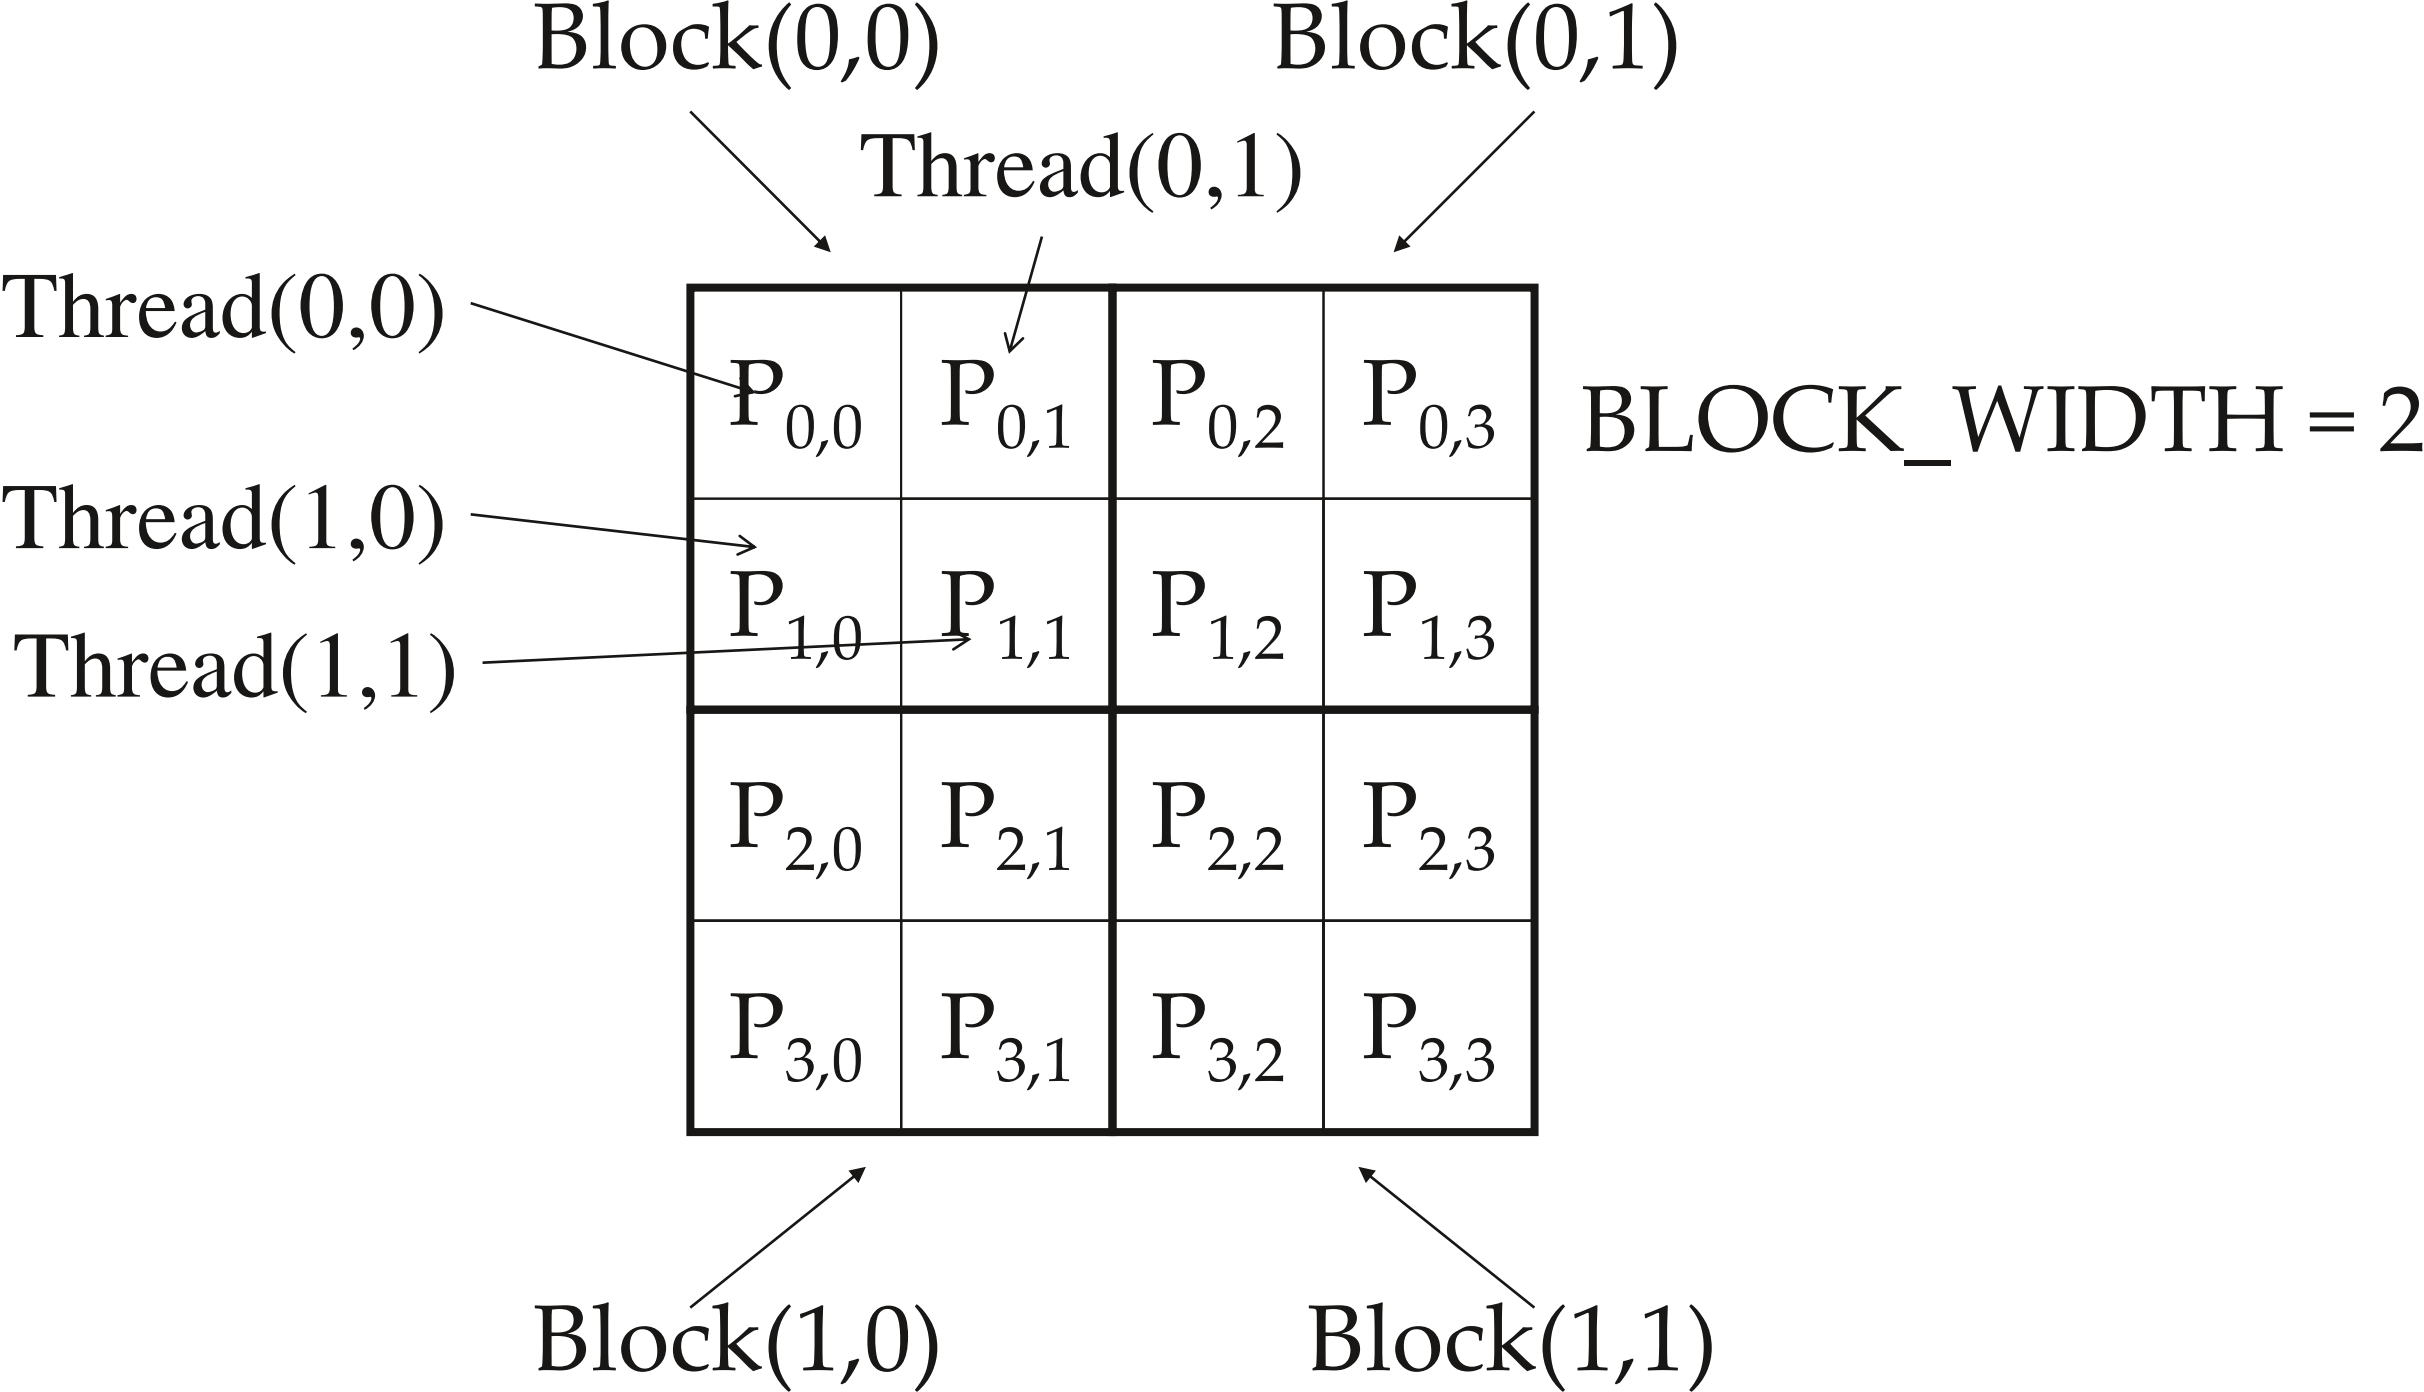 Block(0,0) Block(0,1)
Thread(0,1)
Thread(0,0)
P0,0 P0,1 P0,2 P0,3
BLOCK_WIDTH = 2
Thread(1,0)
P1,0 P1,1 P1,2 P1,3
Thread(1,1)
P2,0 P2,1 P2,2 P2,3
P3,0 P3,1 P3,2 P3,3
Block(1,0) Block(1,1)